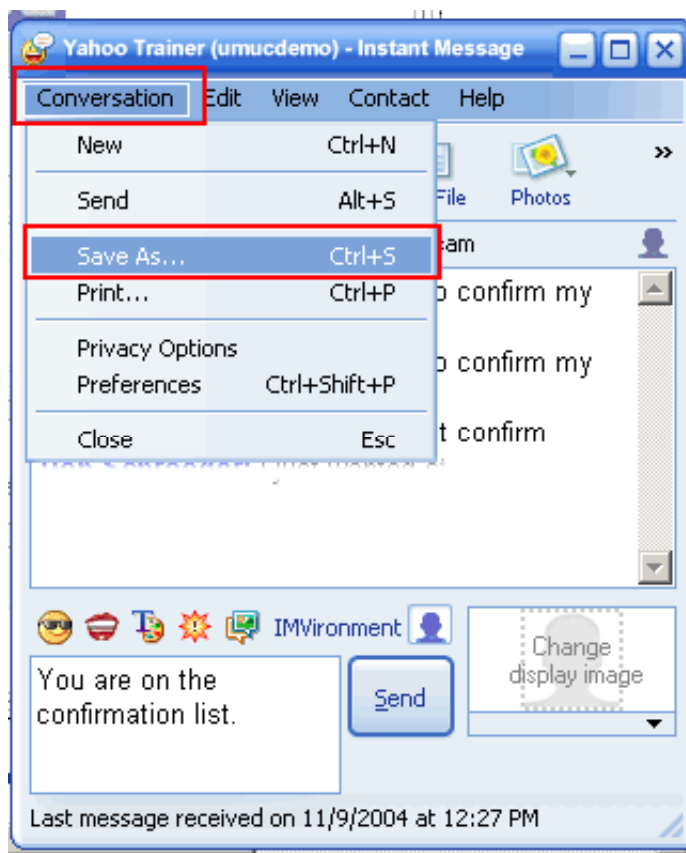 Yahoo Trainer (umucdemo) - Instant Message
Conversation Edit View Contact Help
New Ctrl+N
Send Alt+S
File Photos
Save As... Ctrl+S
am
Print... Ctrl+P
o confirm my
Privacy Options
o confirm my
Preferences Ctrl+Shift+P
Close Esc
t confirm
IMVironment
Change
display image
You are on the
confirmation list.
Send
Last message received on 11/9/2004 at 12:27 PM